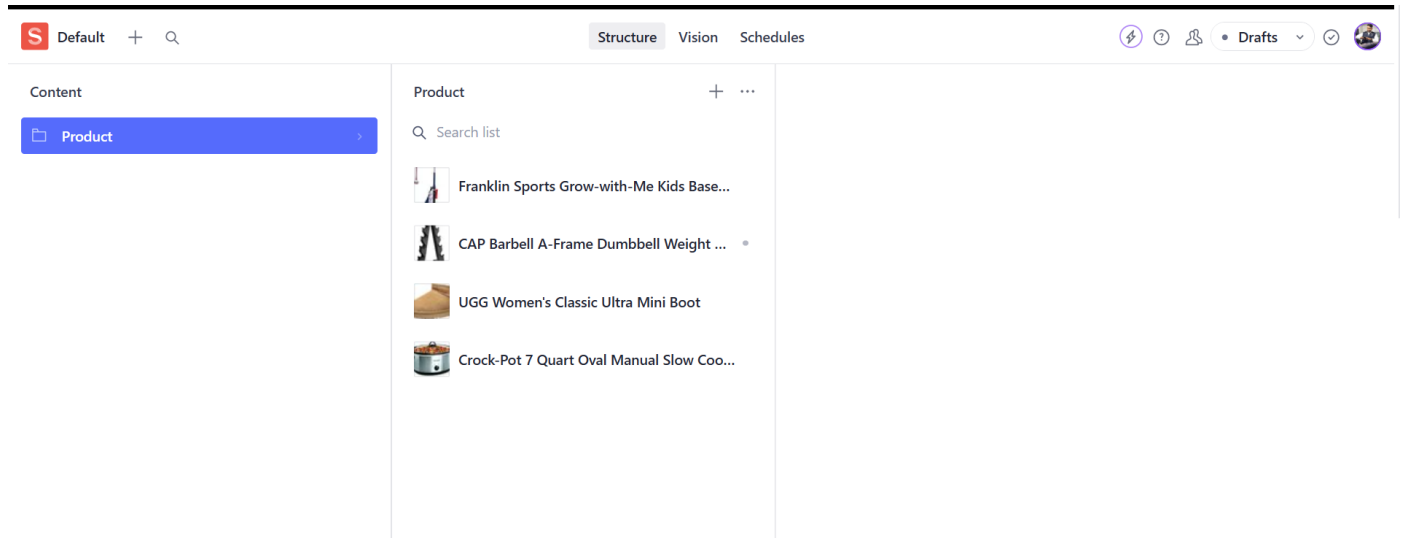 S Default
Structure Vision Schedules
Drafts
Content
Product
Product
Search list
Franklin Sports Grow-with-Me Kids Base...
CAP Barbell A-Frame Dumbbell Weight ...
UGG Women's Classic Ultra Mini Boot
Crock-Pot 7 Quart Oval Manual Slow Coo...